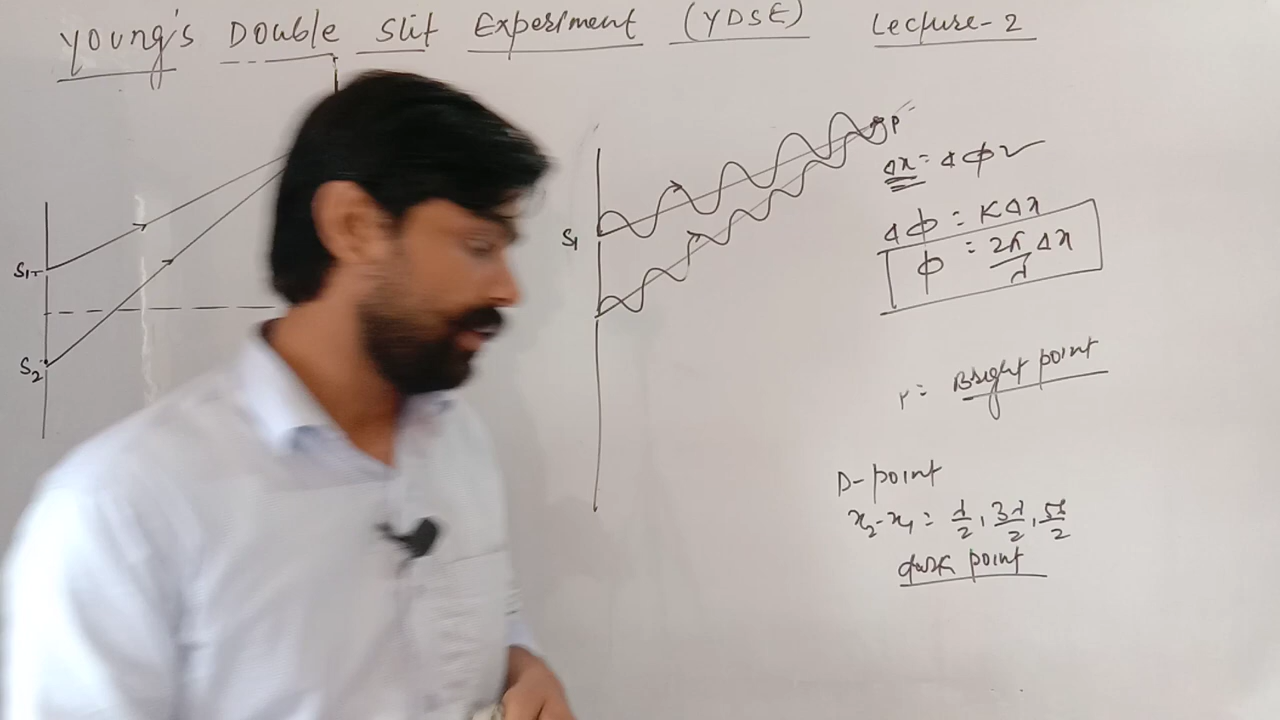 Young's Double Slit Experiment (YDSE) Lecture-2
S1
S2
S1
P
Δx = Δϕ
Δϕ = KΔx
ϕ = 2π/λ Δx
P = Bright point
D-point
x2-x1 = λ/2, 3λ/2, 5λ/2
dark point